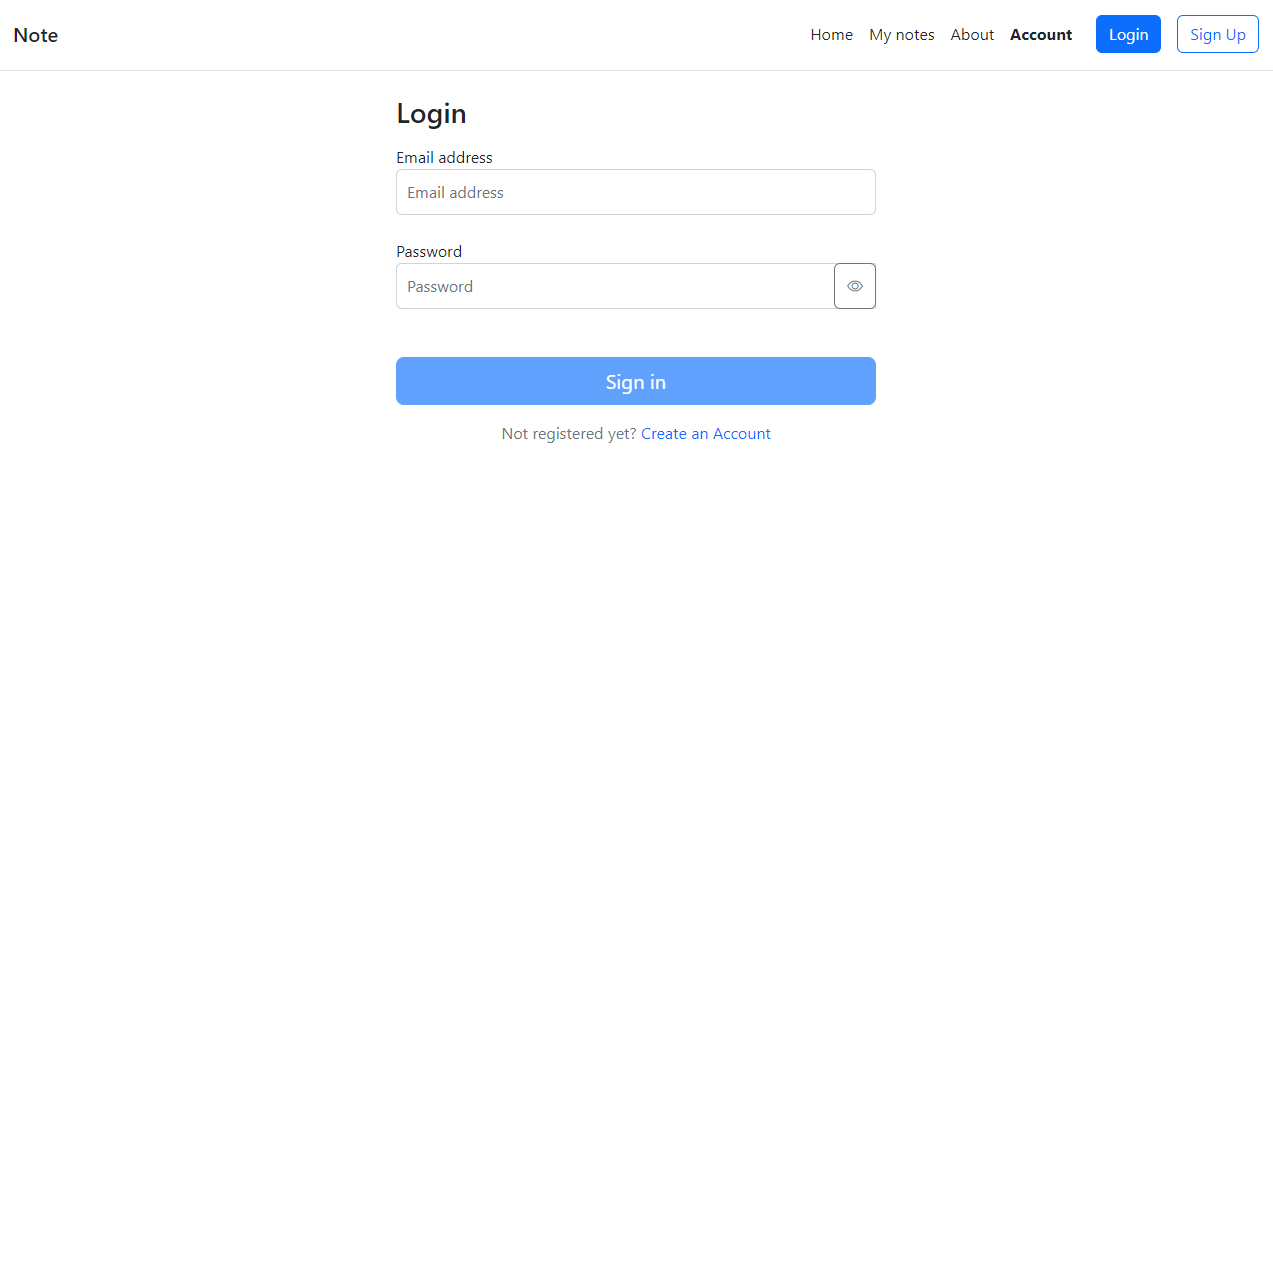 Note
Home My notes About Account Login Sign Up
Login
Email address
Email address
Password
Password
Sign in
Not registered yet? Create an Account